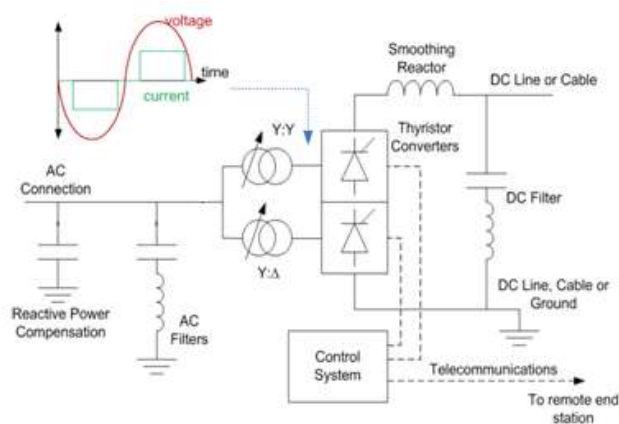 voltage
time
current
Smoothing
Reactor
DC Line or Cable
Y:Y
Thyristor
Converters
AC
Connection
DC Filter
Y:Δ
Reactive Power
Compensation
AC
Filters
DC Line, Cable or
Ground
Control
System
Telecommunications
To remote end
station